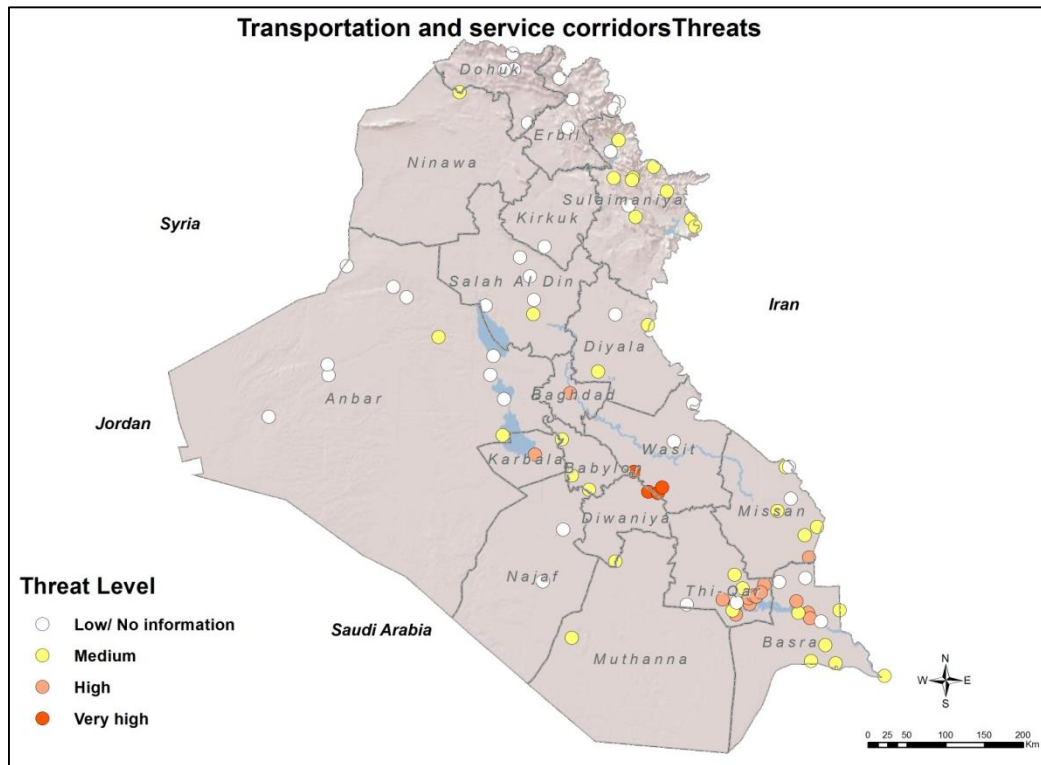 Transportation and service corridorsThreats
Dohuk
Erbil
Ninawa
Sulaimaniya
Kirkuk
Syria
Salah Al Din
Iran
Diyala
Anbar
Baghdad
Jordan
Wasit
Karbala
Babylon
Missan
Diwaniya
Najaf
Thi-Qar
Saudi Arabia
Basra
Muthanna
Threat Level
Low/ No information
Medium
High
Very high
N
W E
S
0 25 50 100 150 200
Km